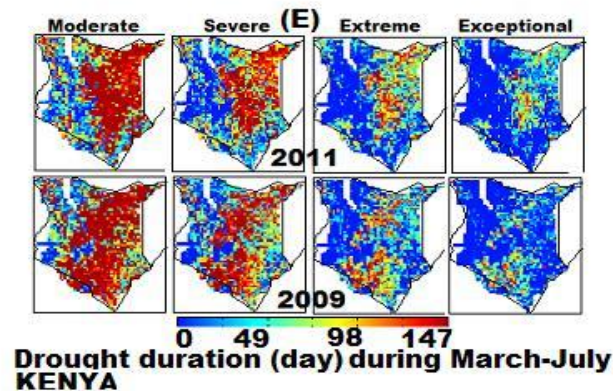 (E)
Moderate Severe Extreme Exceptional
2011
2009
0 49 98 147
Drought duration (day) during March-July
KENYA